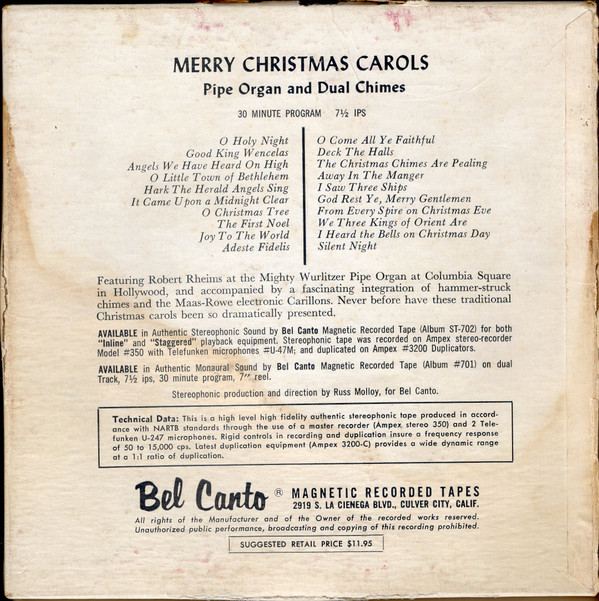 MERRY CHRISTMAS CAROLS
Pipe Organ and Dual Chimes
30 MINUTE PROGRAM 7½ IPS
O Holy Night
Good King Wencelas
Angels We Have Heard On High
O Little Town of Bethlehem
Hark The Herald Angels Sing
It Came Upon a Midnight Clear
O Christmas Tree
The First Noel
Joy To The World
Adeste Fidelis
O Come All Ye Faithful
Deck The Halls
The Christmas Chimes Are Pealing
Away In The Manger
I Saw Three Ships
God Rest Ye, Merry Gentlemen
From Every Spire on Christmas Eve
We Three Kings of Orient Are
I Heard the Bells on Christmas Day
Silent Night
Featuring Robert Rheims at the Mighty Wurlitzer Pipe Organ at Columbia Square
in Hollywood, and accompanied by a fascinating integration of hammer-struck
chimes and the Maas-Rowe electronic Carillons. Never before have these traditional
Christmas carols been so dramatically presented.
AVAILABLE in Authentic Stereophonic Sound by Bel Canto Magnetic Recorded Tape (Album ST-702) for both
"Inline" and "Staggered" playback equipment. Stereophonic tape was recorded on Ampex stereo-recorder
Model #350 with Telefunken microphones #U-47M; and duplicated on Ampex #3200 Duplicators.
AVAILABLE in Authentic Monaural Sound by Bel Canto Magnetic Recorded Tape (Album #701) on dual
Track, 7½ ips, 30 minute program, 7" reel.
Stereophonic production and direction by Russ Molloy, for Bel Canto.
Technical Data: This is a high level high fidelity authentic stereophonic tape produced in accord-
ance with NARTB standards through the use of a master recorder (Ampex stereo 350) and 2 Tele-
funken U-247 microphones. Rigid controls in recording and duplication insure a frequency response
of 50 to 15,000 cps. Latest duplication equipment (Ampex 3200-C) provides a wide dynamic range
at a 1:1 ratio of duplication.
Bel Canto ® MAGNETIC RECORDED TAPES
2919 S. LA CIENEGA BLVD., CULVER CITY, CALIF.
All rights of the Manufacturer and of the Owner of the recorded works reserved.
Unauthorized public performance, broadcasting and copying of this recording prohibited.
SUGGESTED RETAIL PRICE $11.95